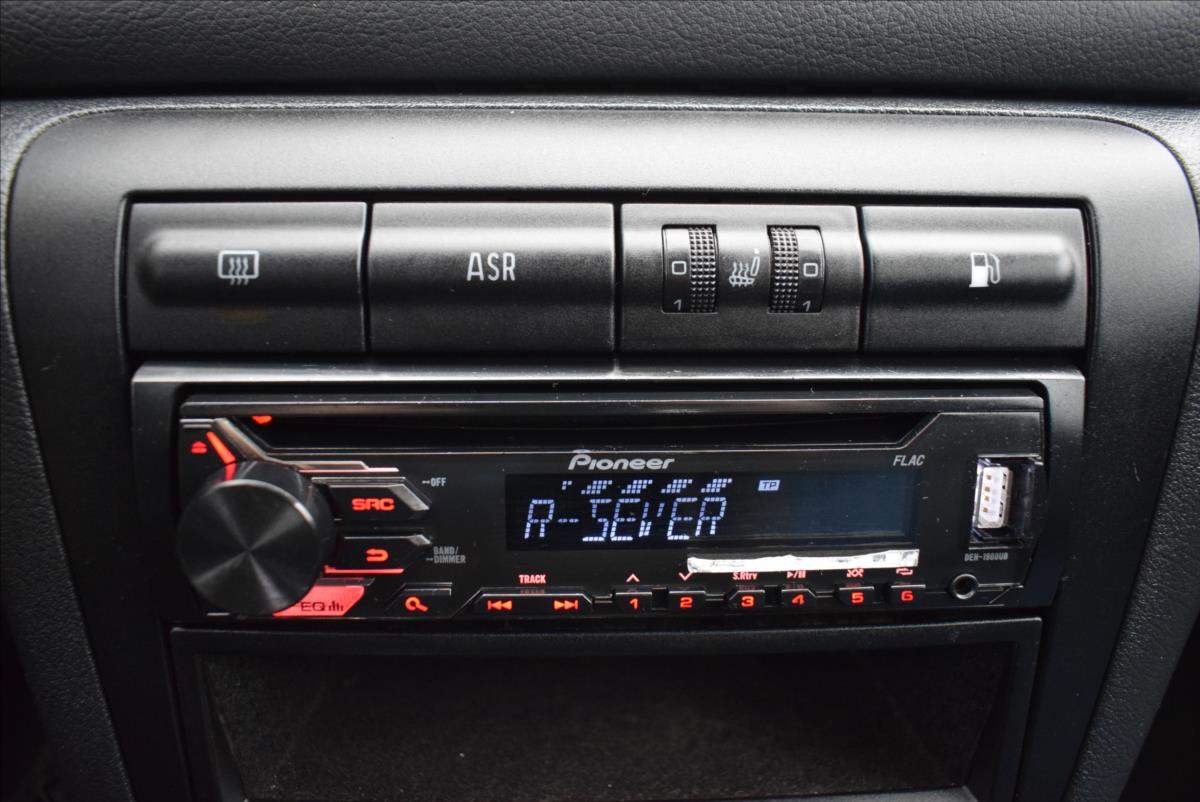 ASR
0
0
1
1
Pioneer
FLAC
OFF
SRC
TP
R-SEVER
BAND/
DIMMER
DEH-1900UB
TRACK
S.Rtrv
EQ
1
2
3
4
5
6